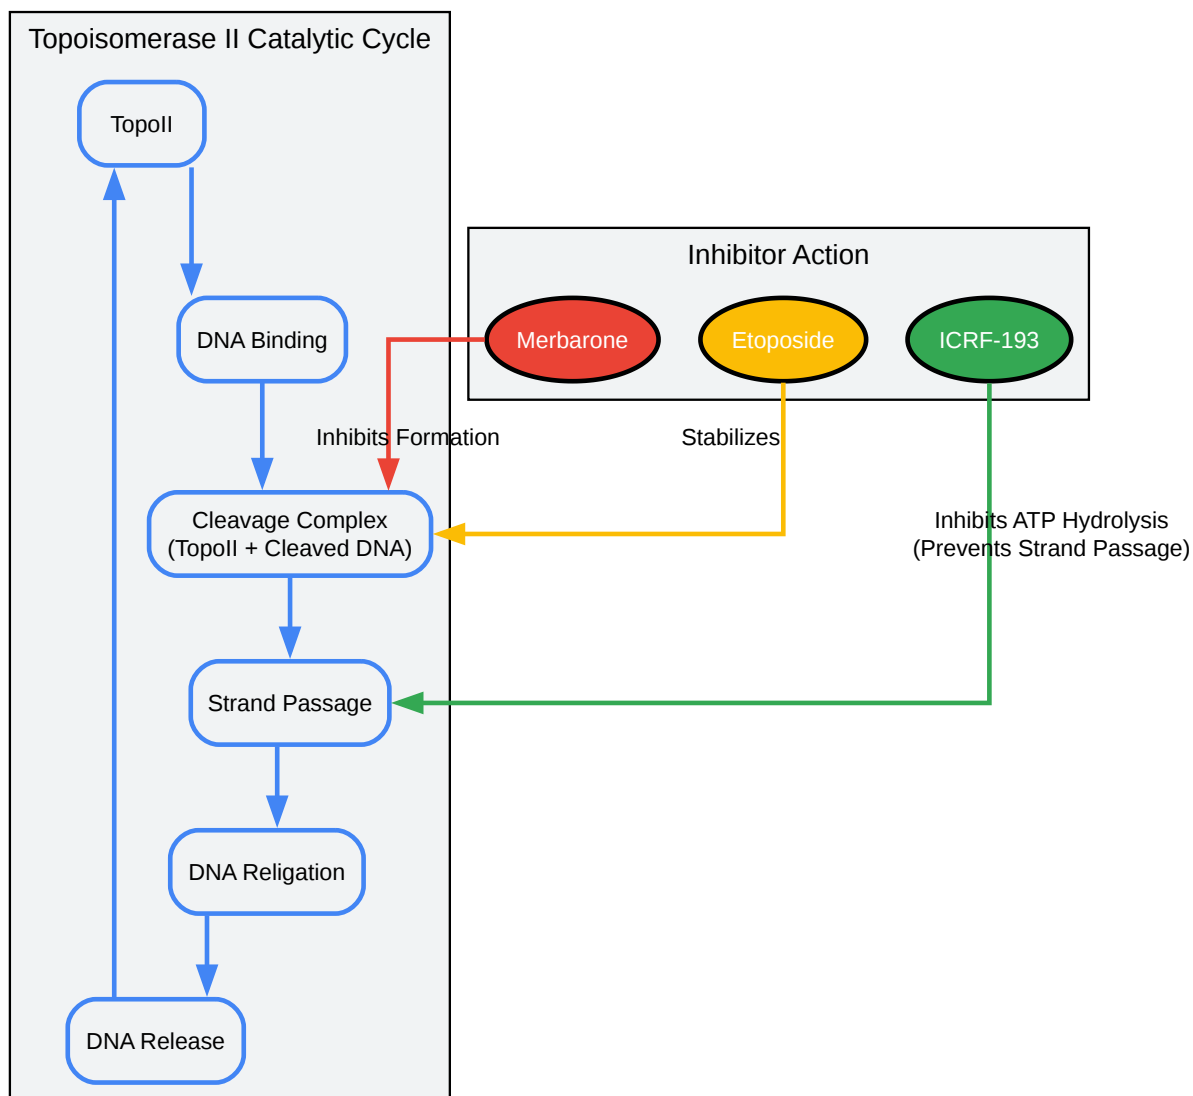 Topoisomerase II Catalytic Cycle
TopoII
Inhibitor Action
DNA Binding
Merbarone
Etoposide
ICRF-193
Inhibits Formation
Stabilizes
Cleavage Complex
(TopoII + Cleaved DNA)
Inhibits ATP Hydrolysis
(Prevents Strand Passage)
Strand Passage
DNA Religation
DNA Release